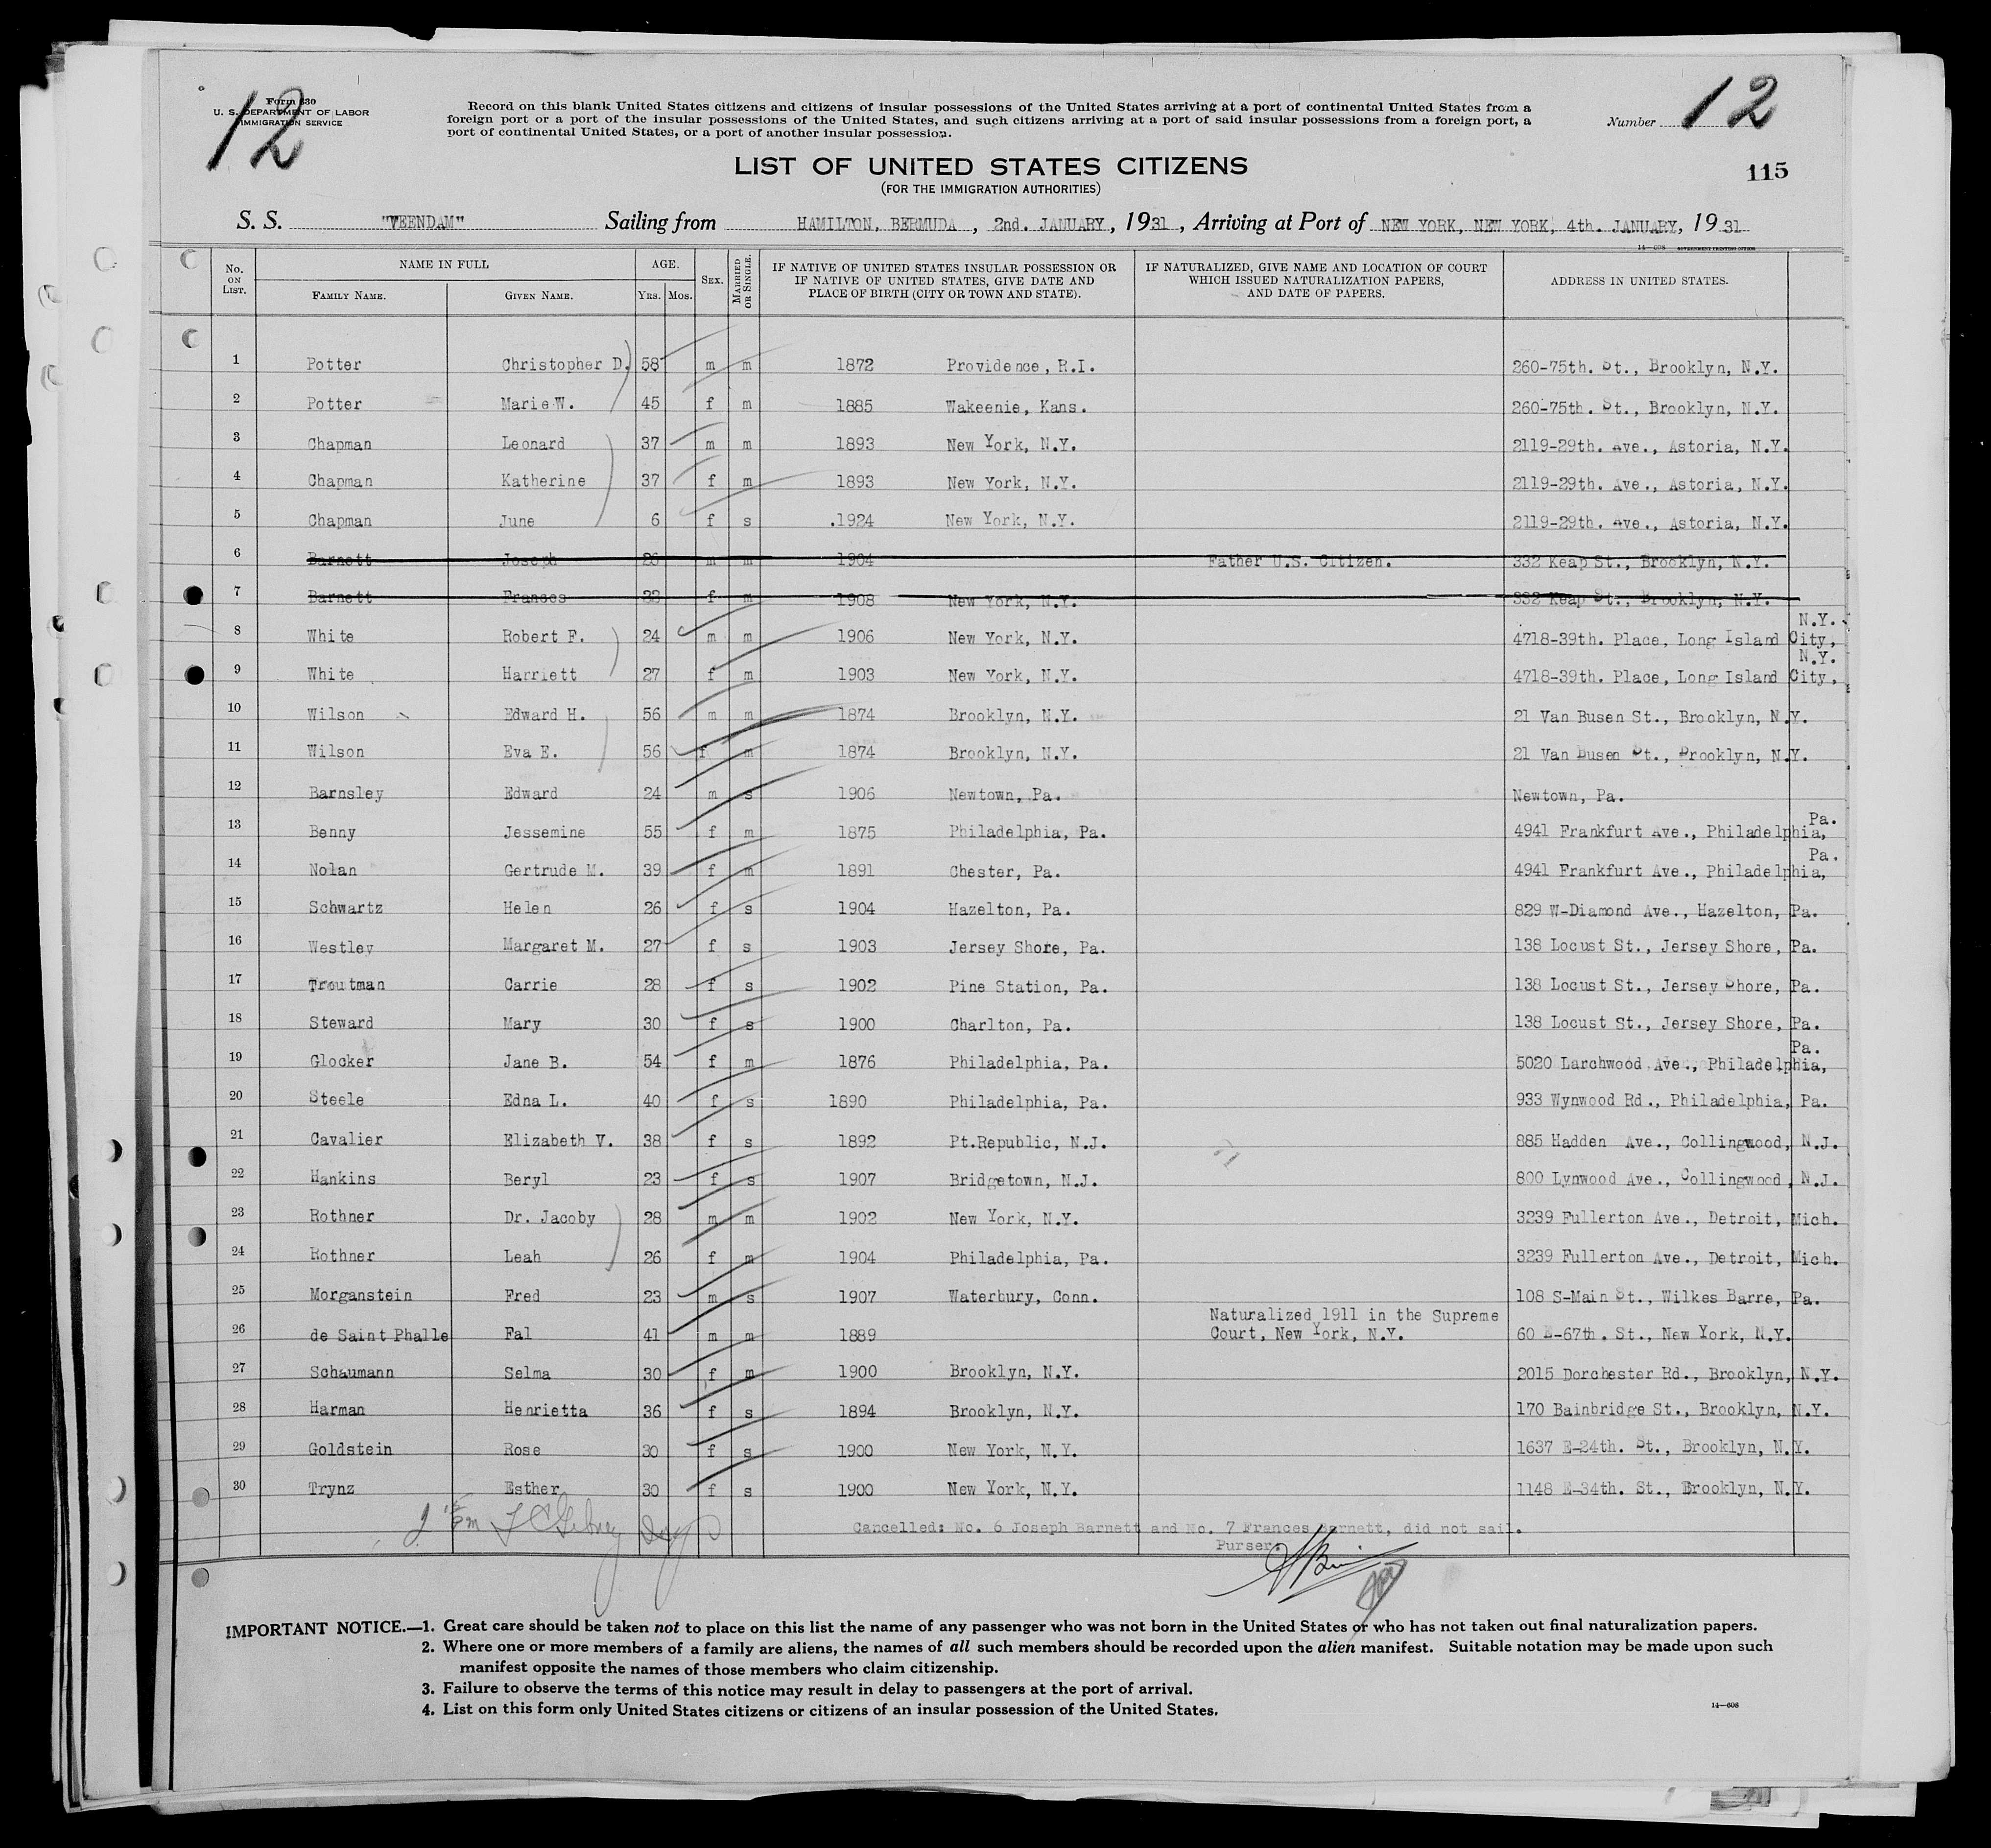 12
Form 630
U. S. DEPARTMENT OF LABOR
IMMIGRATION SERVICE
Record on this blank United States citizens and citizens of insular possessions of the United States arriving at a port of continental United States from a
foreign port or a port of the insular possessions of the United States, and such citizens arriving at a port of said insular possessions from a foreign port, a
port of continental United States, or a port of another insular possession.
Number 12
115
LIST OF UNITED STATES CITIZENS
(FOR THE IMMIGRATION AUTHORITIES)
S. S. "VEENDAM" Sailing from HAMILTON, BERMUDA, 2nd. JANUARY, 1931, Arriving at Port of NEW YORK, NEW YORK, 4th. JANUARY, 1931
14—608 GOVERNMENT PRINTING OFFICE
No. ON LIST. NAME IN FULL FAMILY NAME. GIVEN NAME. AGE. YRS. MOS. SEX. MARRIED OR SINGLE. IF NATIVE OF UNITED STATES INSULAR POSSESSION OR IF NATIVE OF UNITED STATES, GIVE DATE AND PLACE OF BIRTH (CITY OR TOWN AND STATE). IF NATURALIZED, GIVE NAME AND LOCATION OF COURT WHICH ISSUED NATURALIZATION PAPERS, AND DATE OF PAPERS. ADDRESS IN UNITED STATES.
1 Potter Christopher D. 58 m m 1872 Providence, R.I. 260-75th. St., Brooklyn, N.Y.
2 Potter Marie W. 45 f m 1885 Wakeenie, Kans. 260-75th. St., Brooklyn, N.Y.
3 Chapman Leonard 37 m m 1893 New York, N.Y. 2119-29th. Ave., Astoria, N.Y.
4 Chapman Katherine 37 f m 1893 New York, N.Y. 2119-29th. Ave., Astoria, N.Y.
5 Chapman June 6 f s .1924 New York, N.Y. 2119-29th. Ave., Astoria, N.Y.
6 Barnett Joseph 26 m m 1904 Father U.S. Citizen. 332 Keap St., Brooklyn, N.Y.
7 Barnett Frances f m 1908 New York, N.Y. 332 Keap St., Brooklyn, N.Y.
8 White Robert F. 24 m m 1906 New York, N.Y. 4718-39th. Place, Long Island City, N.Y.
9 White Harriett 27 f m 1903 New York, N.Y. 4718-39th. Place, Long Island City, N.Y.
10 Wilson Edward H. 56 m m 1874 Brooklyn, N.Y. 21 Van Busen St., Brooklyn, N.Y.
11 Wilson Eva E. 56 f m 1874 Brooklyn, N.Y. 21 Van Busen St., Brooklyn, N.Y.
12 Barnsley Edward 24 m s 1906 Newtown, Pa. Newtown, Pa.
13 Benny Jessemine 55 f m 1875 Philadelphia, Pa. 4941 Frankfurt Ave., Philadelphia, Pa.
14 Nolan Gertrude M. 39 f m 1891 Chester, Pa. 4941 Frankfurt Ave., Philadelphia, Pa.
15 Schwartz Helen 26 f s 1904 Hazelton, Pa. 829 W-Diamond Ave., Hazelton, Pa.
16 Westley Margaret M. 27 f s 1903 Jersey Shore, Pa. 138 Locust St., Jersey Shore, Pa.
17 Troutman Carrie 28 f s 1902 Pine Station, Pa. 138 Locust St., Jersey Shore, Pa.
18 Steward Mary 30 f s 1900 Charlton, Pa. 138 Locust St., Jersey Shore, Pa.
19 Glocker Jane B. 54 f m 1876 Philadelphia, Pa. 5020 Larchwood Ave., Philadelphia, Pa.
20 Steele Edna L. 40 f s 1890 Philadelphia, Pa. 933 Wynwood Rd., Philadelphia, Pa.
21 Cavalier Elizabeth V. 38 f s 1892 Pt.Republic, N.J. 885 Hadden Ave., Collingwood, N.J.
22 Hankins Beryl 23 f s 1907 Bridgetown, N.J. 800 Lynwood Ave., Collingwood, N.J.
23 Rothner Dr. Jacoby 28 m m 1902 New York, N.Y. 3239 Fullerton Ave., Detroit, Mich.
24 Rothner Leah 26 f m 1904 Philadelphia, Pa. 3239 Fullerton Ave., Detroit, Mich.
25 Morganstein Fred 23 m s 1907 Waterbury, Conn. 108 S-Main St., Wilkes Barre, Pa.
26 de Saint Phalle Fal 41 m m 1889 Naturalized 1911 in the Supreme Court, New York, N.Y. 60 E-67th. St., New York, N.Y.
27 Schaumann Selma 30 f m 1900 Brooklyn, N.Y. 2015 Dorchester Rd., Brooklyn, N.Y.
28 Harman Henrietta 36 f s 1894 Brooklyn, N.Y. 170 Bainbridge St., Brooklyn, N.Y.
29 Goldstein Rose 30 f s 1900 New York, N.Y. 1637 E-24th. St., Brooklyn, N.Y.
30 Trynz Esther 30 f s 1900 New York, N.Y. 1148 E-34th. St., Brooklyn, N.Y.
Cancelled: No. 6 Joseph Barnett and No. 7 Frances Barnett, did not sail.
Purser.
IMPORTANT NOTICE.—1. Great care should be taken not to place on this list the name of any passenger who was not born in the United States or who has not taken out final naturalization papers.
2. Where one or more members of a family are aliens, the names of all such members should be recorded upon the alien manifest. Suitable notation may be made upon such
manifest opposite the names of those members who claim citizenship.
3. Failure to observe the terms of this notice may result in delay to passengers at the port of arrival.
4. List on this form only United States citizens or citizens of an insular possession of the United States.
14—608